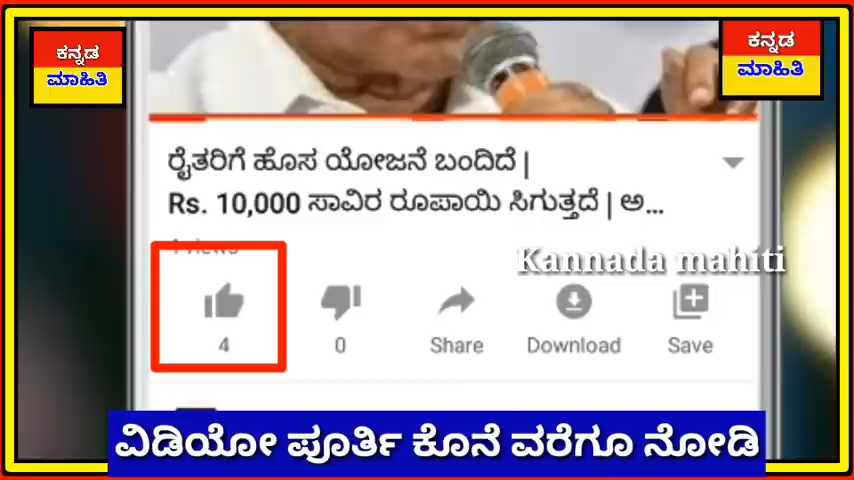 ಕನ್ನಡ
ಮಾಹಿತಿ
ಕನ್ನಡ
ಮಾಹಿತಿ
ರೈತರಿಗೆ ಹೊಸ ಯೋಜನೆ ಬಂದಿದೆ |
Rs. 10,000 ಸಾವಿರ ರೂಪಾಯಿ ಸಿಗುತ್ತದೆ | ಅ...
Kannada mahiti
4 0 Share Download Save
ವಿಡಿಯೋ ಪೂರ್ತಿ ಕೊನೆ ವರೆಗೂ ನೋಡಿ